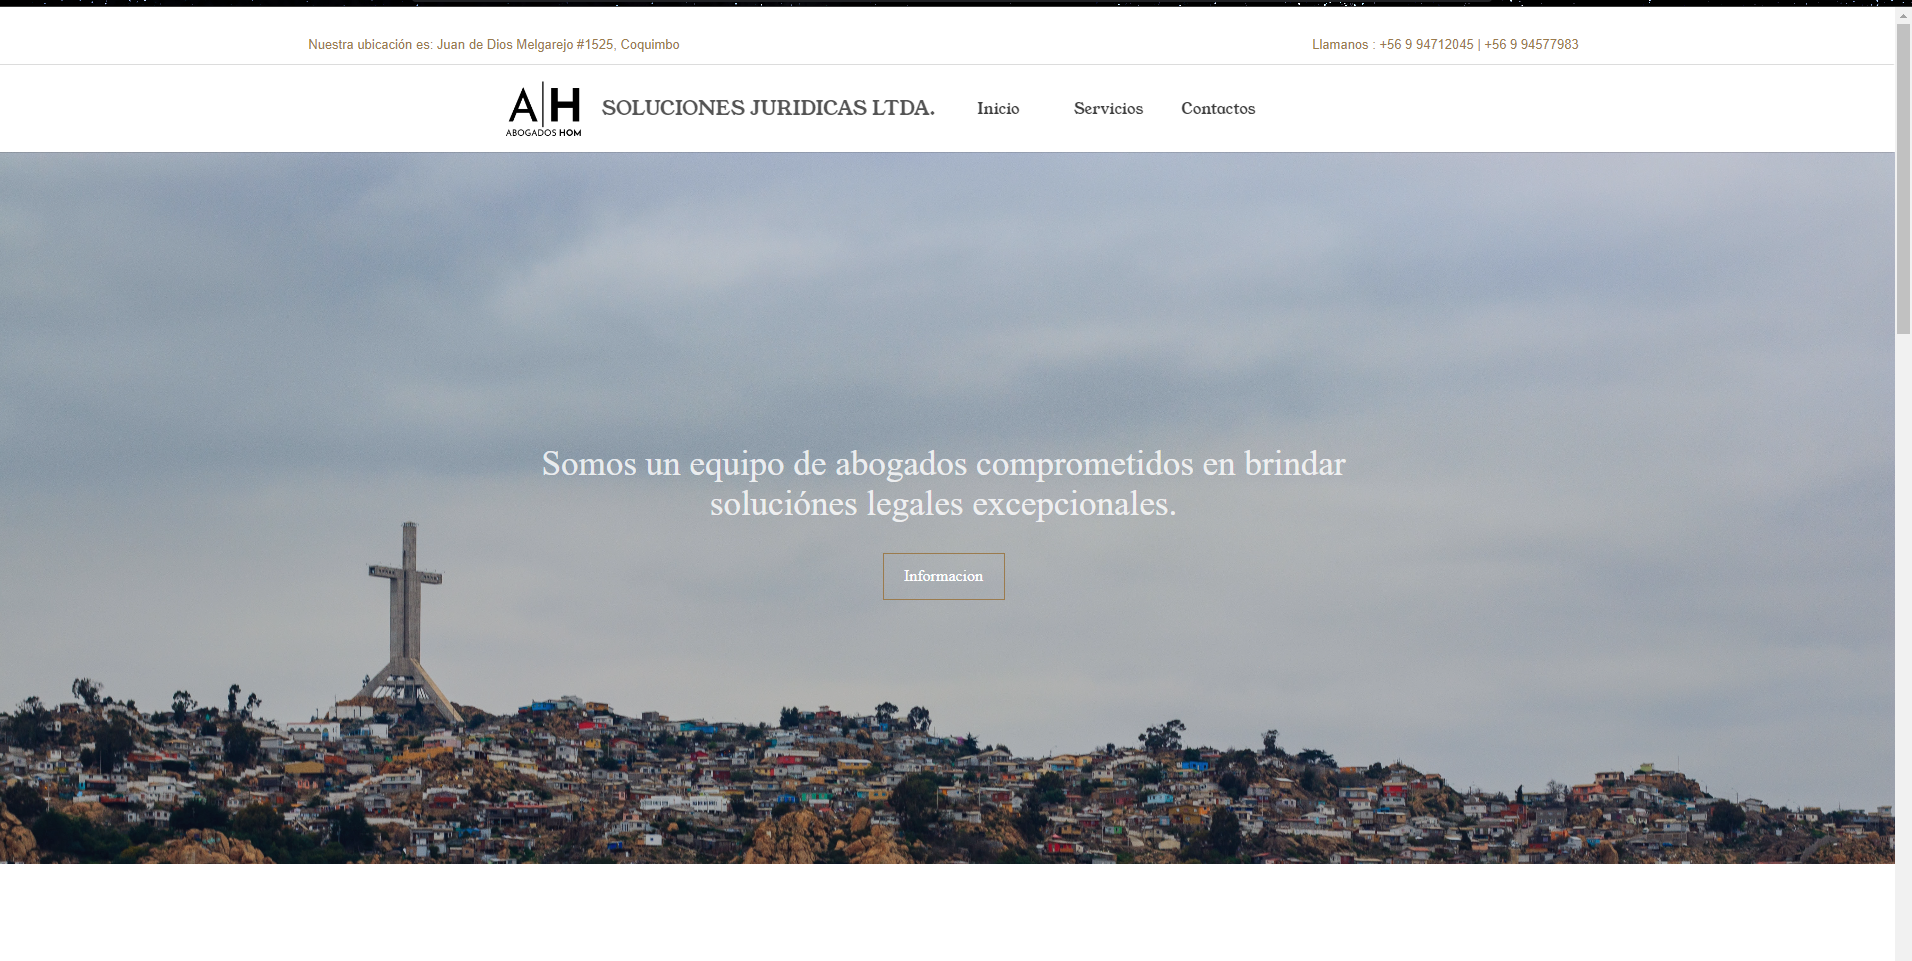 Nuestra ubicación es: Juan de Dios Melgarejo #1525, Coquimbo
Llamanos : +56 9 94712045 | +56 9 94577983
A|H
ABOGADOS HOM
SOLUCIONES JURIDICAS LTDA.
Inicio
Servicios
Contactos
Somos un equipo de abogados comprometidos en brindar
soluciónes legales excepcionales.
Informacion